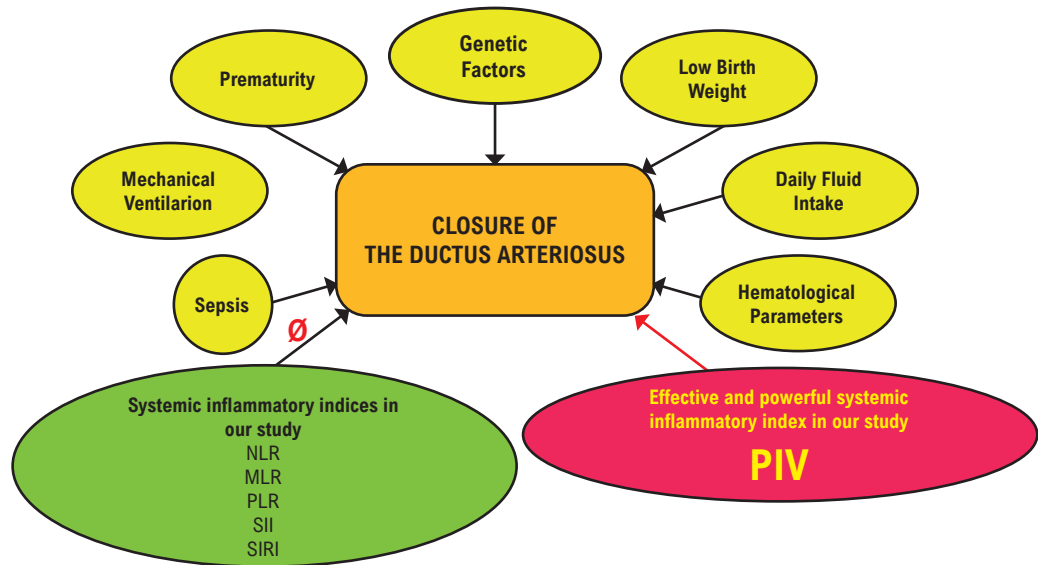 Genetic
Factors
Prematurity
Low Birth
Weight
Mechanical
Ventilarion
Daily Fluid
Intake
CLOSURE OF
THE DUCTUS ARTERIOSUS
Sepsis
Hematological
Parameters
Ø
Systemic inflammatory indices in
our study
NLR
MLR
PLR
SII
SIRI
Effective and powerful systemic
inflammatory index in our study
PIV